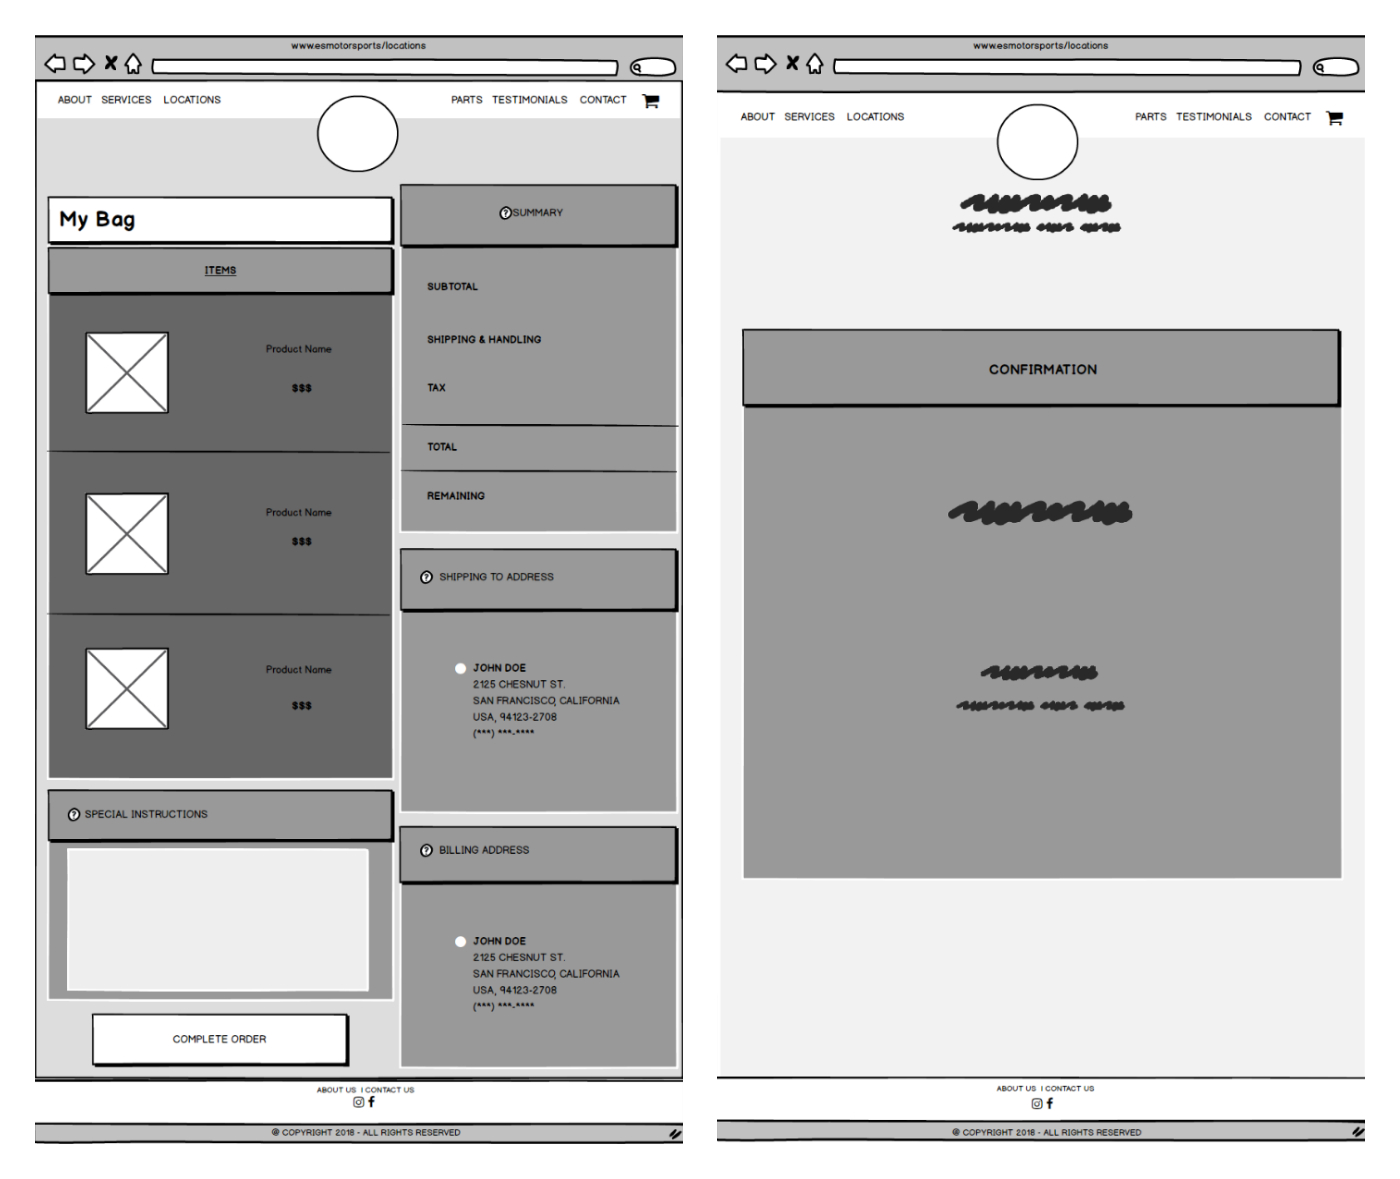 www.esmotorsports/locations
ABOUT SERVICES LOCATIONS
PARTS TESTIMONIALS CONTACT
My Bag
ITEMS
Product Name
$$$
Product Name
$$$
Product Name
$$$
? SPECIAL INSTRUCTIONS
COMPLETE ORDER
? SUMMARY
SUBTOTAL
SHIPPING & HANDLING
TAX
TOTAL
REMAINING
? SHIPPING TO ADDRESS
JOHN DOE
2125 CHESNUT ST.
SAN FRANCISCO, CALIFORNIA
USA, 94123-2708
(***) ***-****
? BILLING ADDRESS
JOHN DOE
2125 CHESNUT ST.
SAN FRANCISCO, CALIFORNIA
USA, 94123-2708
(***) ***-****
ABOUT US | CONTACT US
@ COPYRIGHT 2018 - ALL RIGHTS RESERVED
www.esmotorsports/locations
ABOUT SERVICES LOCATIONS
PARTS TESTIMONIALS CONTACT
CONFIRMATION
ABOUT US | CONTACT US
@ COPYRIGHT 2018 - ALL RIGHTS RESERVED